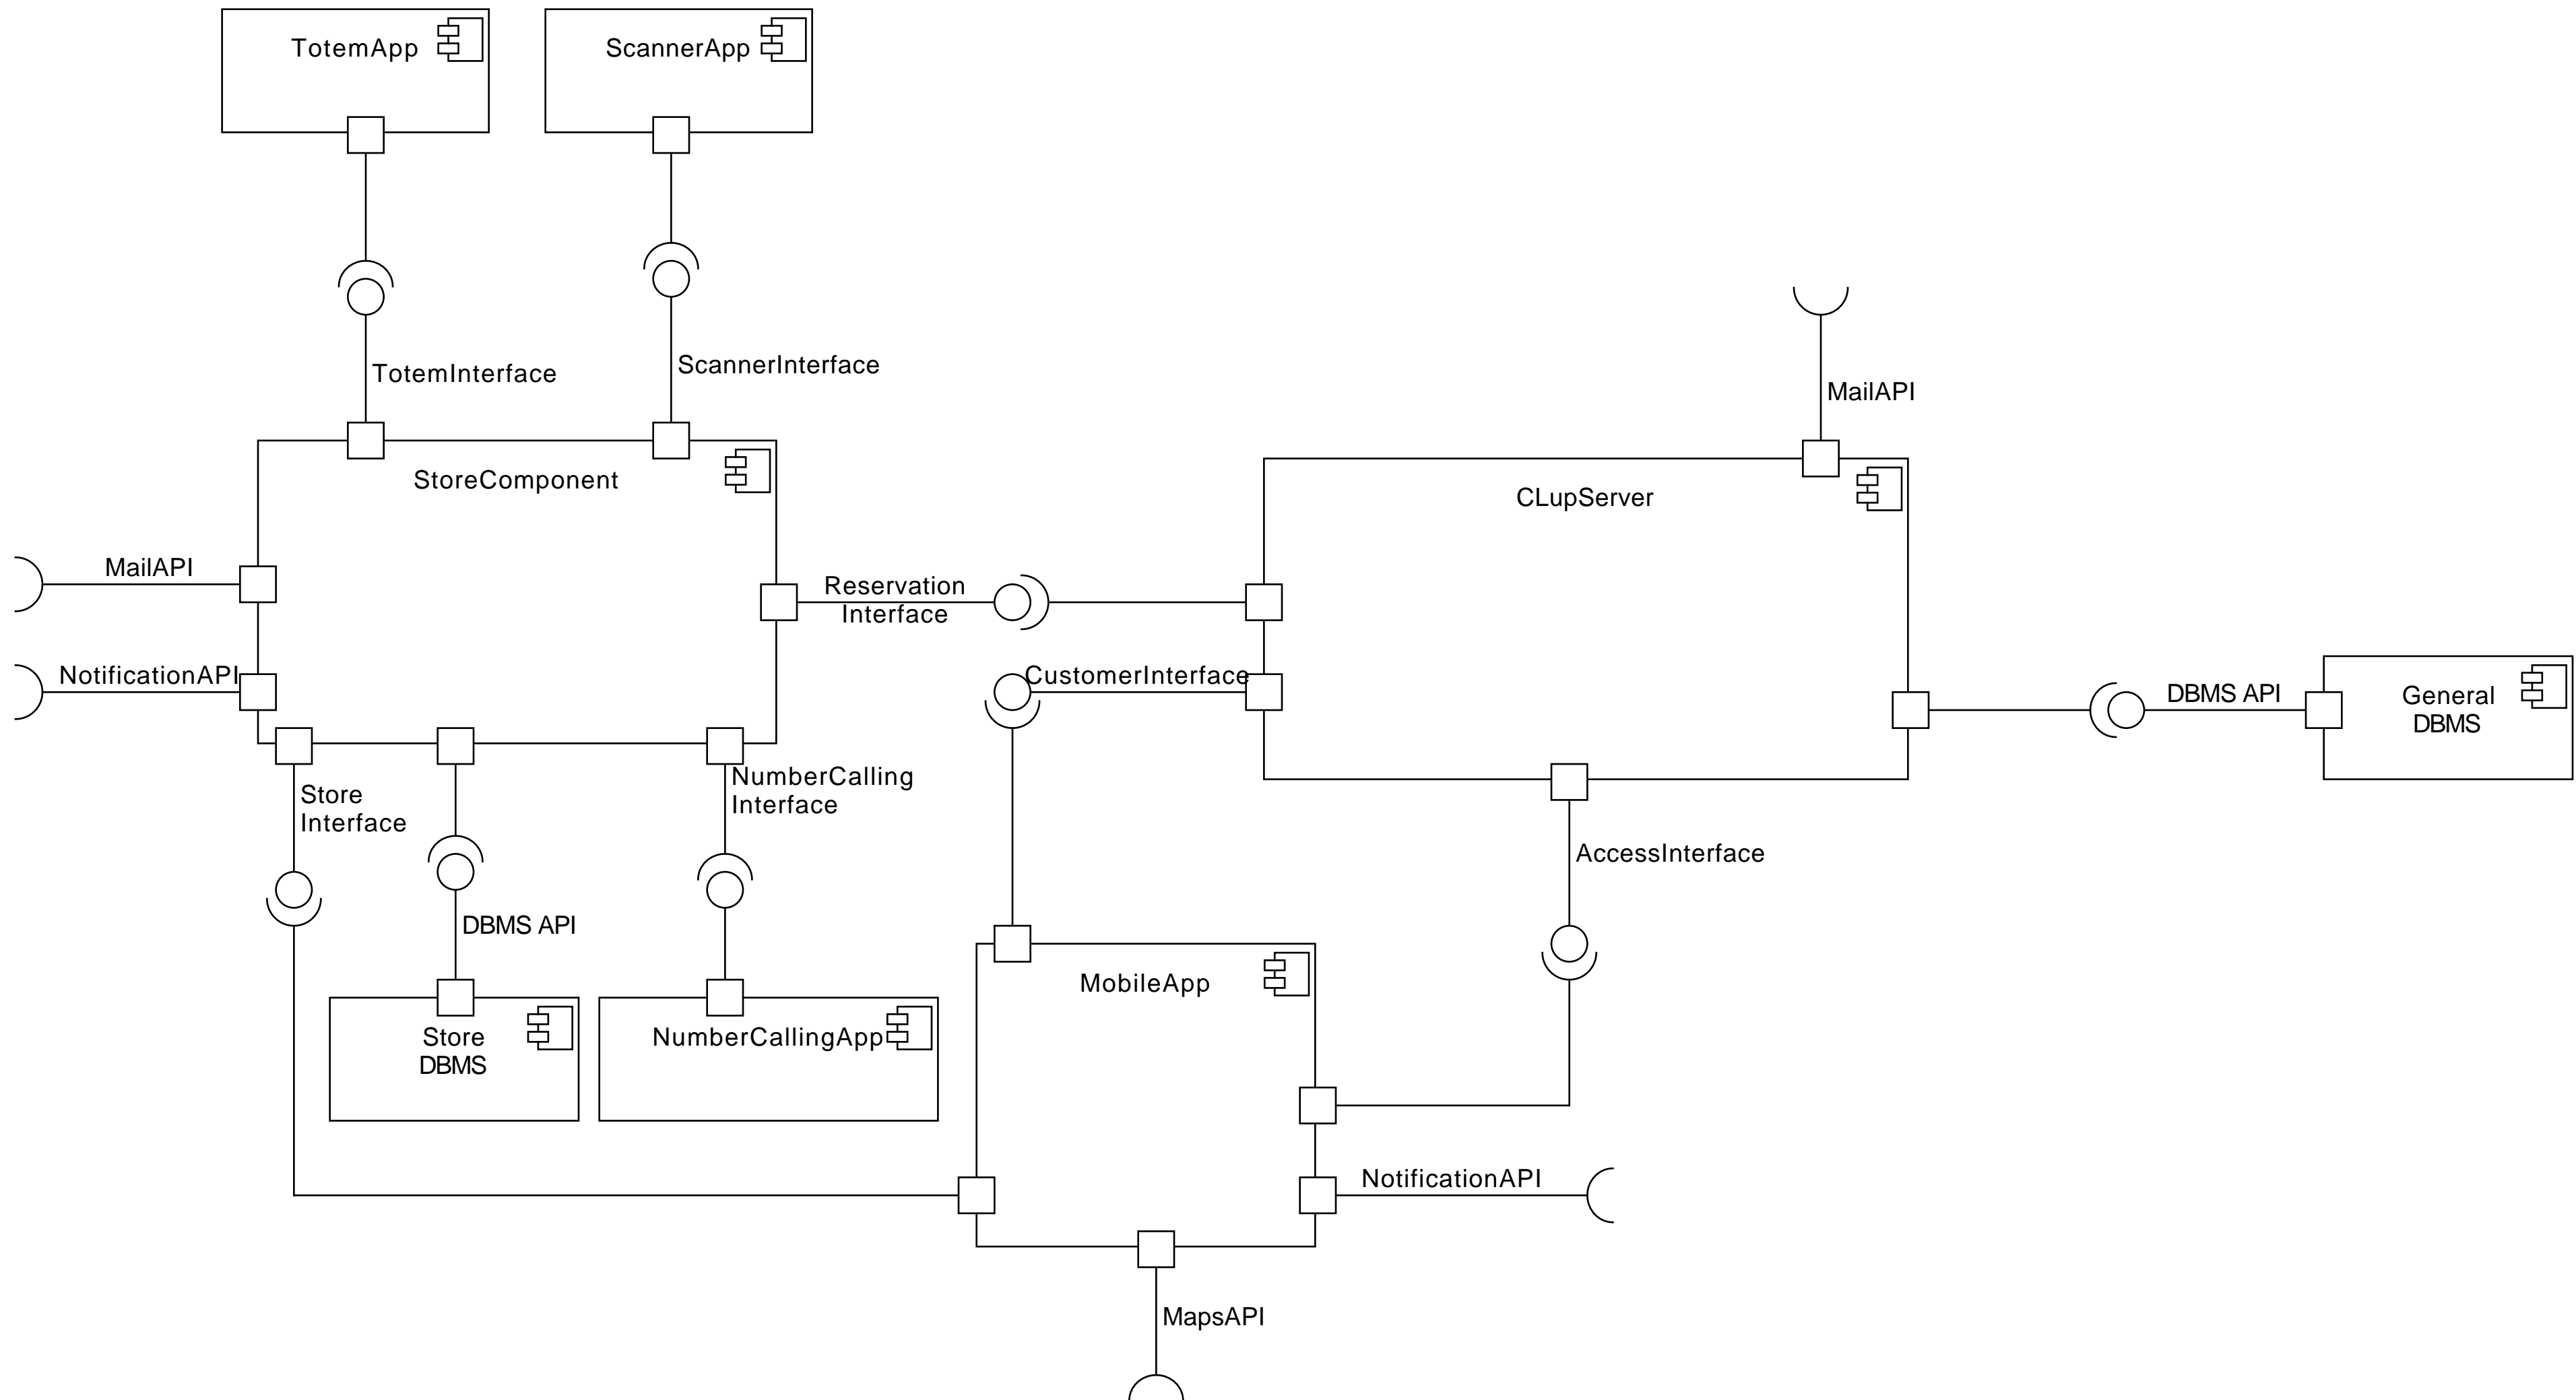 TotemApp
ScannerApp
TotemInterface
ScannerInterface
MailAPI
StoreComponent
CLupServer
MailAPI
Reservation
Interface
NotificationAPI
CustomerInterface
DBMS API
General
DBMS
Store
Interface
NumberCalling
Interface
AccessInterface
DBMS API
MobileApp
Store
DBMS
NumberCallingApp
NotificationAPI
MapsAPI